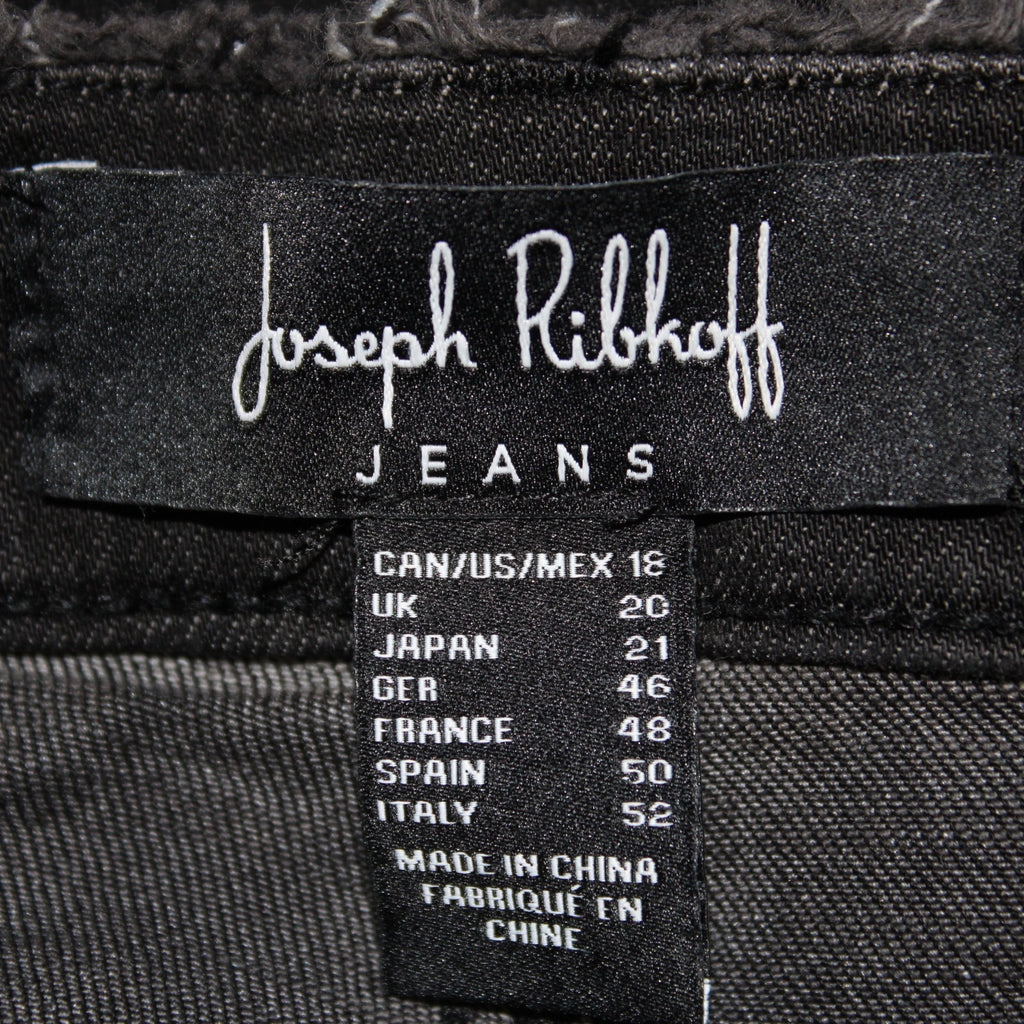 Joseph Ribkoff
JEANS
CAN/US/MEX 18
UK 20
JAPAN 21
GER 46
FRANCE 48
SPAIN 50
ITALY 52
MADE IN CHINA
FABRIQUÉ EN
CHINE